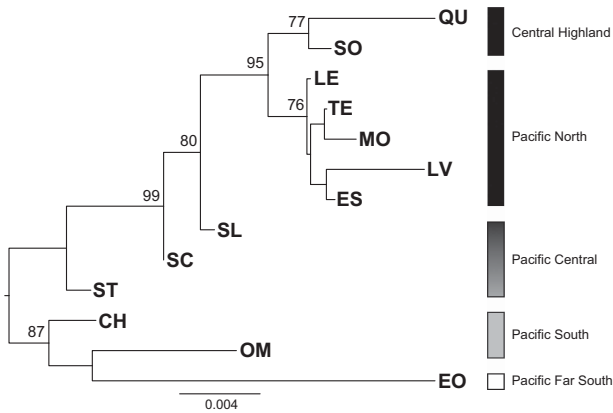 77
QU
SO
Central Highland
95
LE
76
TE
MO
Pacific North
80
LV
ES
99
SL
SC
Pacific Central
ST
87
CH
Pacific South
OM
EO
Pacific Far South
0.004